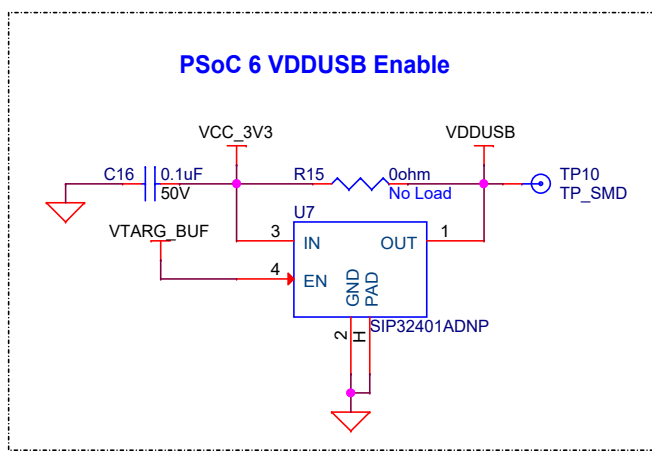 PSoC 6 VDDUSB Enable
VCC_3V3
VDDUSB
C16
0.1uF
50V
R15
0ohm
No Load
TP10
TP_SMD
VTARG_BUF
U7
3
IN
OUT
1
4
EN
GND
PAD
2
H
SIP32401ADNP